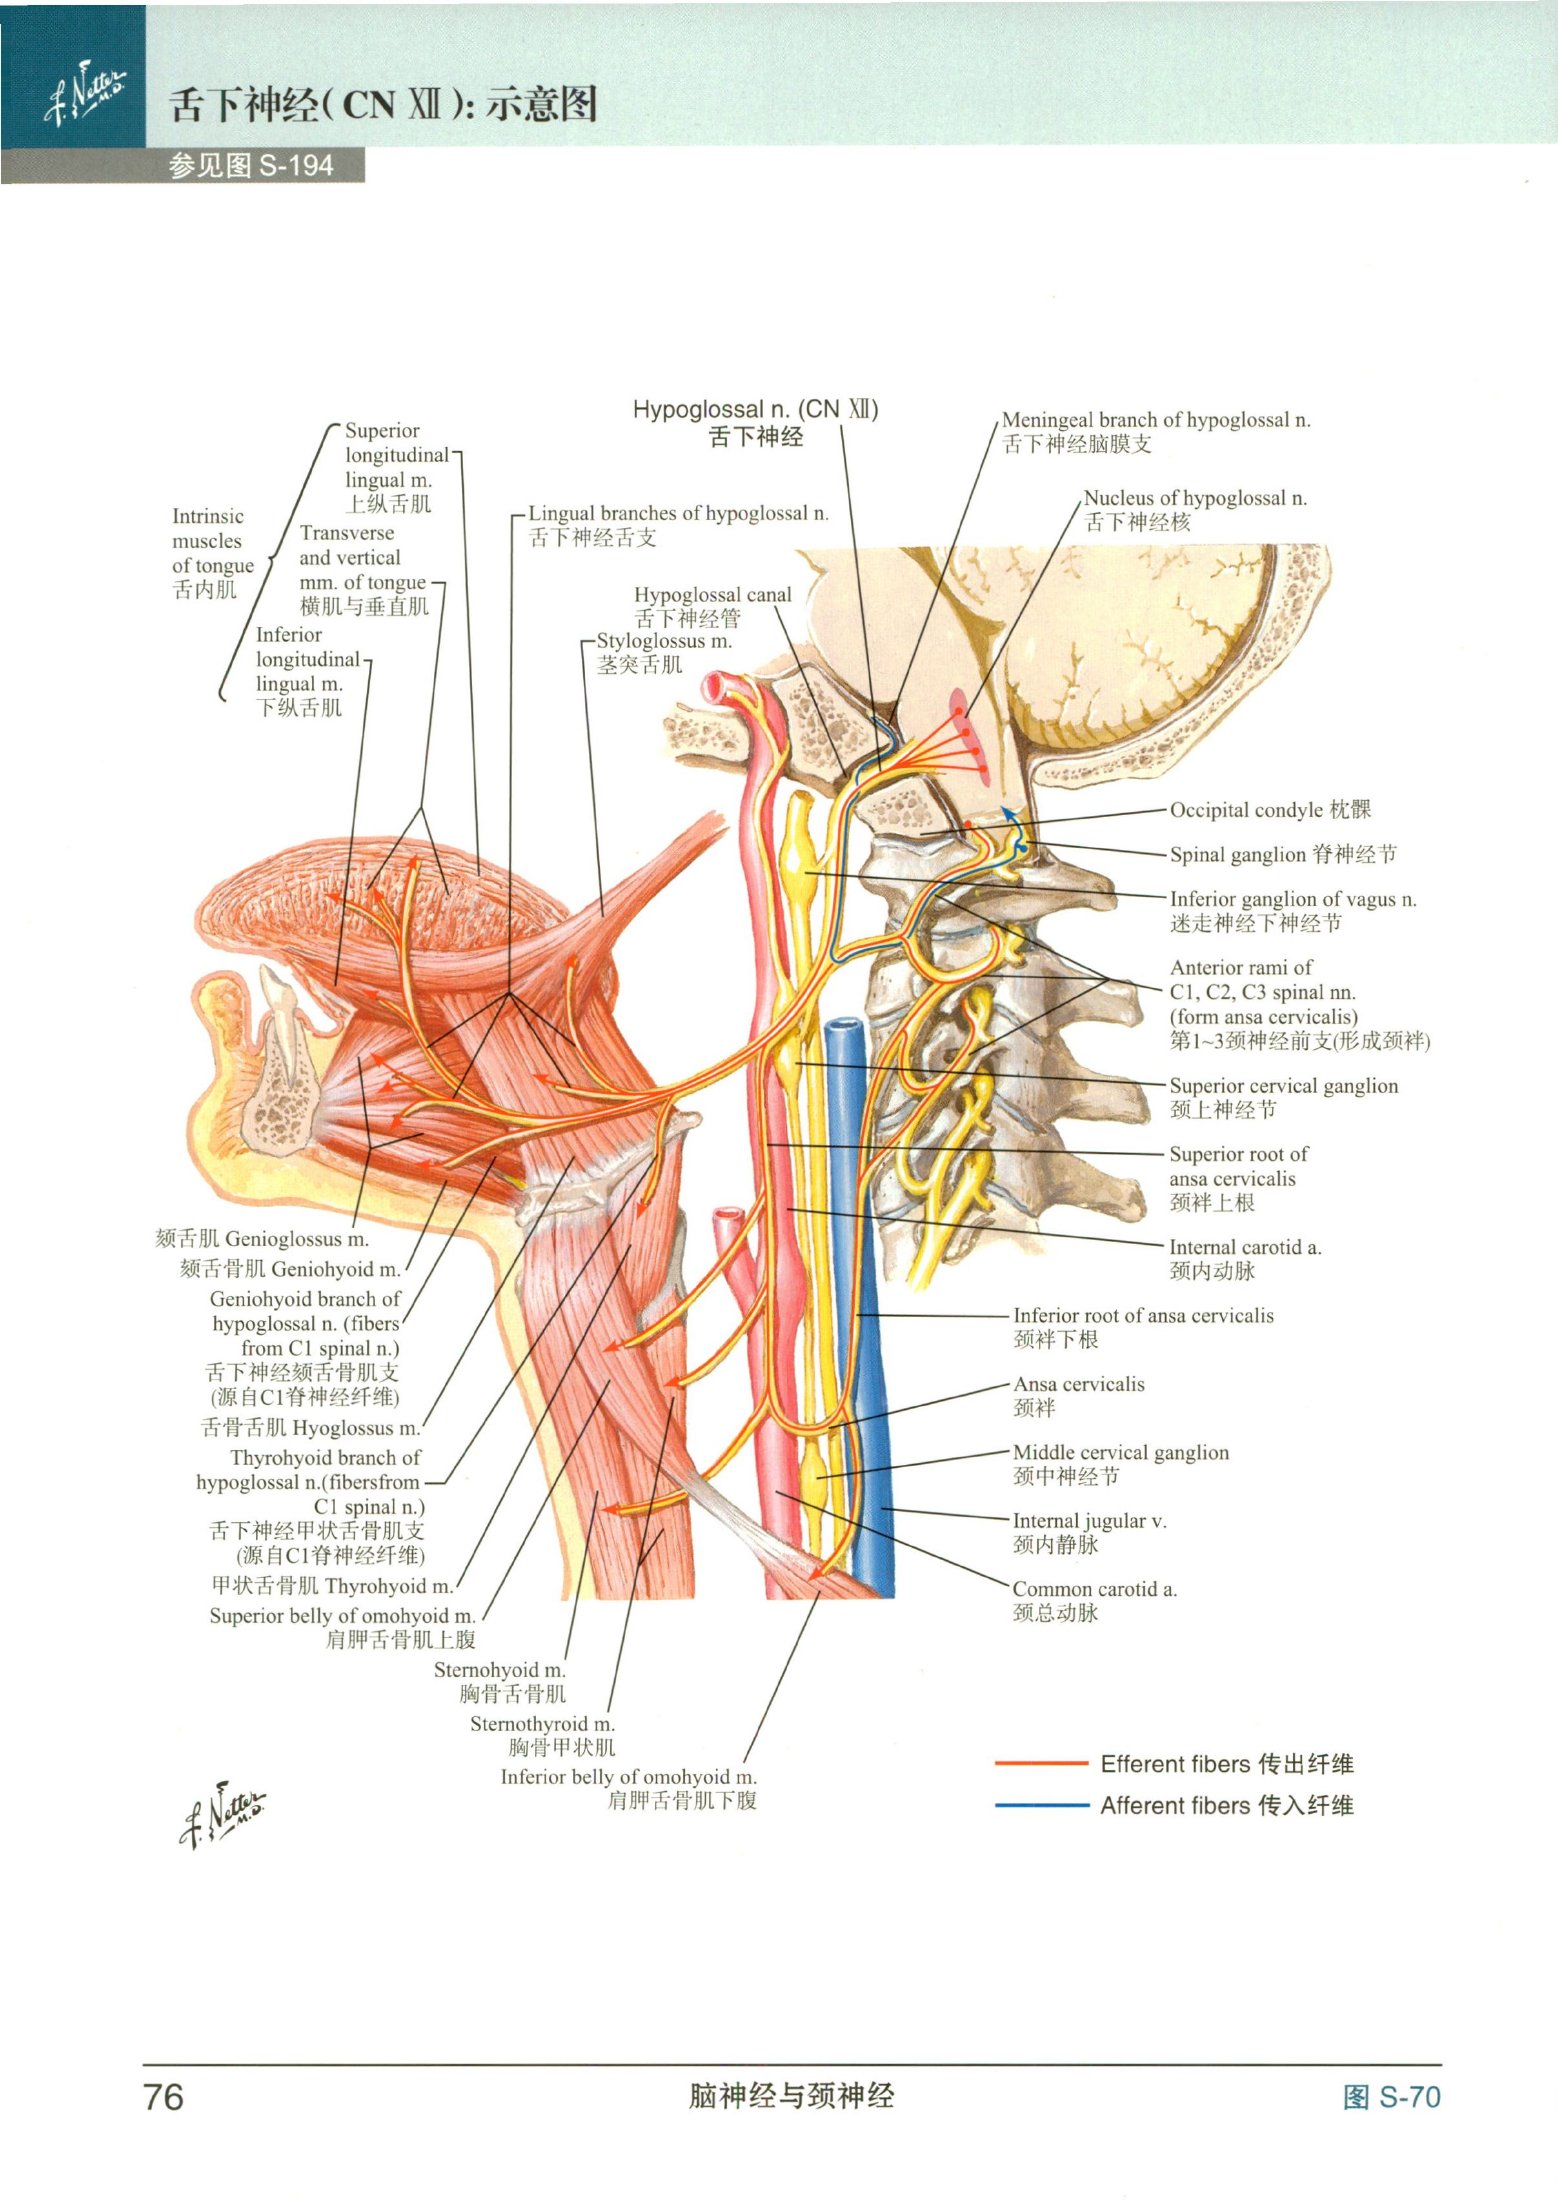 F. Netter M.D.
舌下神经(CN Ⅻ):示意图
参见图 S-194
Hypoglossal n. (CN Ⅻ)
舌下神经
Meningeal branch of hypoglossal n.
舌下神经脑膜支
Superior
longitudinal
lingual m.
上纵舌肌
Intrinsic
muscles
of tongue
舌内肌
Transverse
and vertical
mm. of tongue
横肌与垂直肌
Inferior
longitudinal
lingual m.
下纵舌肌
Lingual branches of hypoglossal n.
舌下神经舌支
Nucleus of hypoglossal n.
舌下神经核
Hypoglossal canal
舌下神经管
Styloglossus m.
茎突舌肌
Occipital condyle 枕髁
Spinal ganglion 脊神经节
Inferior ganglion of vagus n.
迷走神经下神经节
Anterior rami of
C1, C2, C3 spinal nn.
(form ansa cervicalis)
第1~3颈神经前支(形成颈袢)
Superior cervical ganglion
颈上神经节
Superior root of
ansa cervicalis
颈袢上根
Internal carotid a.
颈内动脉
Inferior root of ansa cervicalis
颈袢下根
Ansa cervicalis
颈袢
Middle cervical ganglion
颈中神经节
Internal jugular v.
颈内静脉
Common carotid a.
颈总动脉
颏舌肌 Genioglossus m.
颏舌骨肌 Geniohyoid m.
Geniohyoid branch of
hypoglossal n. (fibers
from C1 spinal n.)
舌下神经颏舌骨肌支
(源自C1脊神经纤维)
舌骨舌肌 Hyoglossus m.
Thyrohyoid branch of
hypoglossal n.(fibersfrom
C1 spinal n.)
舌下神经甲状舌骨肌支
(源自C1脊神经纤维)
甲状舌骨肌 Thyrohyoid m.
Superior belly of omohyoid m.
肩胛舌骨肌上腹
Sternohyoid m.
胸骨舌骨肌
Sternothyroid m.
胸骨甲状肌
Inferior belly of omohyoid m.
肩胛舌骨肌下腹
Efferent fibers 传出纤维
Afferent fibers 传入纤维
F. Netter M.D.
76
脑神经与颈神经
图 S-70